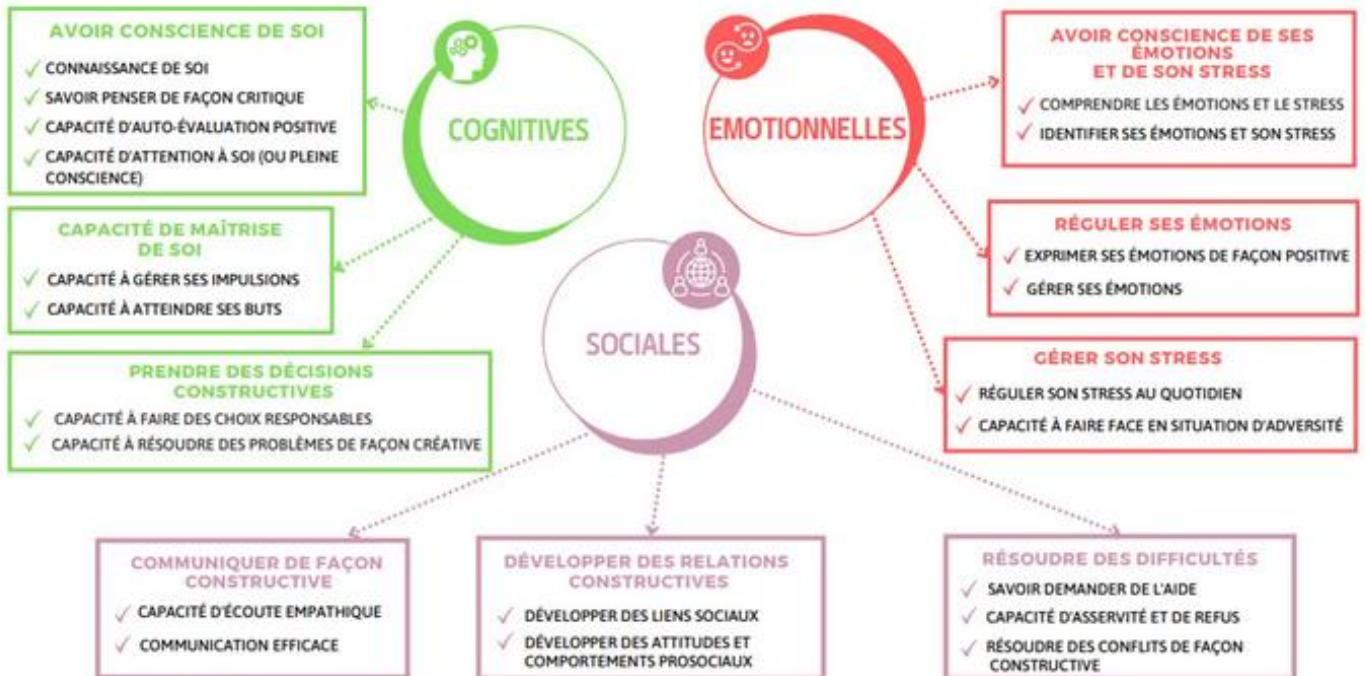 AVOIR CONSCIENCE DE SOI
CONNAISSANCE DE SOI
SAVOIR PENSER DE FAÇON CRITIQUE
CAPACITÉ D'AUTO-ÉVALUATION POSITIVE
CAPACITÉ D'ATTENTION À SOI (OU PLEINE
CONSCIENCE)
CAPACITÉ DE MAÎTRISE
DE SOI
CAPACITÉ À GÉRER SES IMPULSIONS
CAPACITÉ À ATTEINDRE SES BUTS
PRENDRE DES DÉCISIONS
CONSTRUCTIVES
CAPACITÉ À FAIRE DES CHOIX RESPONSABLES
CAPACITÉ À RÉSOUDRE DES PROBLÈMES DE FAÇON CRÉATIVE
COGNITIVES
EMOTIONNELLES
AVOIR CONSCIENCE DE SES
ÉMOTIONS
ET DE SON STRESS
COMPRENDRE LES ÉMOTIONS ET LE STRESS
IDENTIFIER SES ÉMOTIONS ET SON STRESS
RÉGULER SES ÉMOTIONS
EXPRIMER SES ÉMOTIONS DE FAÇON POSITIVE
GÉRER SES ÉMOTIONS
GÉRER SON STRESS
RÉGULER SON STRESS AU QUOTIDIEN
CAPACITÉ À FAIRE FACE EN SITUATION D'ADVERSITÉ
SOCIALES
COMMUNIQUER DE FAÇON
CONSTRUCTIVE
CAPACITÉ D'ÉCOUTE EMPATHIQUE
COMMUNICATION EFFICACE
DÉVELOPPER DES RELATIONS
CONSTRUCTIVES
DÉVELOPPER DES LIENS SOCIAUX
DÉVELOPPER DES ATTITUDES ET
COMPORTEMENTS PROSOCIAUX
RÉSOUDRE DES DIFFICULTÉS
SAVOIR DEMANDER DE L'AIDE
CAPACITÉ D'ASSERVITÉ ET DE REFUS
RÉSOUDRE DES CONFLITS DE FAÇON
CONSTRUCTIVE